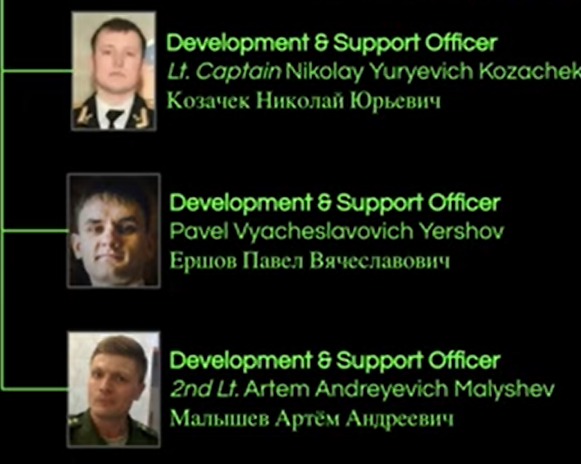 Development & Support Officer
Lt. Captain Nikolay Yuryevich Kozachek
Козачек Николай Юрьевич
Development & Support Officer
Pavel Vyacheslavovich Yershov
Ершов Павел Вячеславович
Development & Support Officer
2nd Lt. Artem Andreyevich Malyshev
Малышев Артём Андреевич